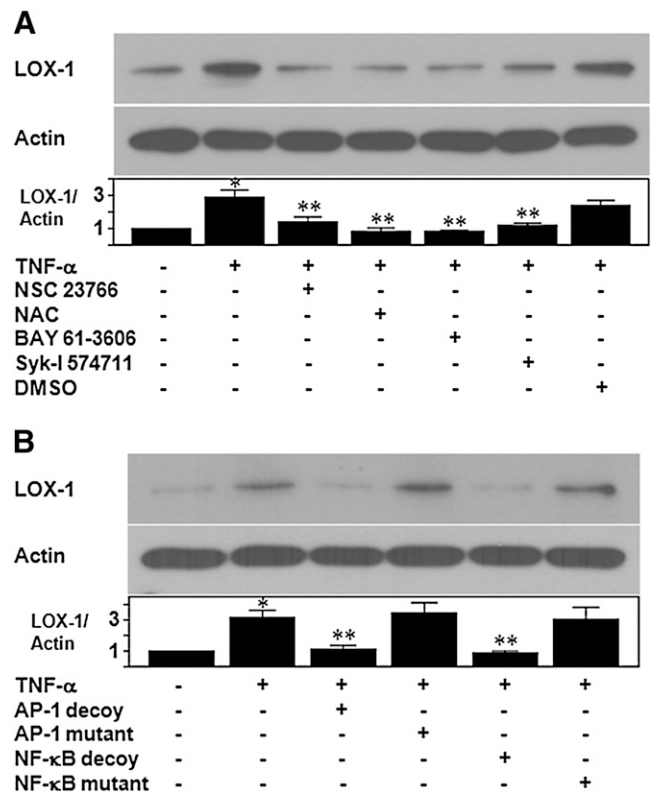 A
LOX-1
Actin
LOX-1/
Actin
3
1
*
**
**
**
**
TNF-α - + + + + + +
NSC 23766 - - + - - - -
NAC - - - + - - -
BAY 61-3606 - - - - + - -
Syk-I 574711 - - - - - + -
DMSO - - - - - - +
B
LOX-1
Actin
LOX-1/
Actin
3
1
*
**
**
TNF-α - + + + + +
AP-1 decoy - - + - - -
AP-1 mutant - - - + - -
NF-κB decoy - - - - + -
NF-κB mutant - - - - - +